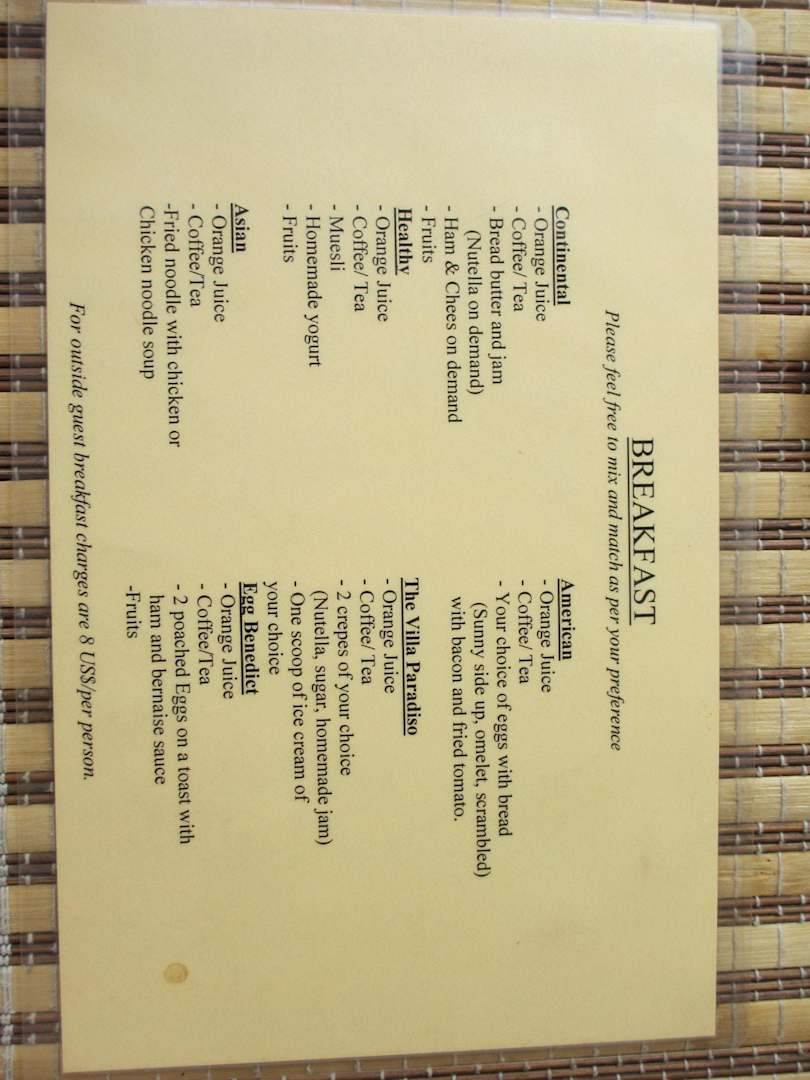 BREAKFAST
Please feel free to mix and match as per your preference
Continental
- Orange Juice
- Coffee/ Tea
- Bread butter and jam
(Nutella on demand)
- Ham & Chees on demand
- Fruits
Healthy
- Orange Juice
- Coffee/ Tea
- Muesli
- Homemade yogurt
- Fruits
Asian
- Orange Juice
- Coffee/Tea
-Fried noodle with chicken or
Chicken noodle soup
American
- Orange Juice
- Coffee/ Tea
- Your choice of eggs with bread
(Sunny side up, omelet, scrambled)
with bacon and fried tomato.
The Villa Paradiso
- Orange Juice
- Coffee/ Tea
- 2 crepes of your choice
(Nutella, sugar, homemade jam)
- One scoop of ice cream of
your choice
Egg Benedict
- Orange Juice
- Coffee/Tea
- 2 poached Eggs on a toast with
ham and bernaise sauce
-Fruits
For outside guest breakfast charges are 8 US$/per person.